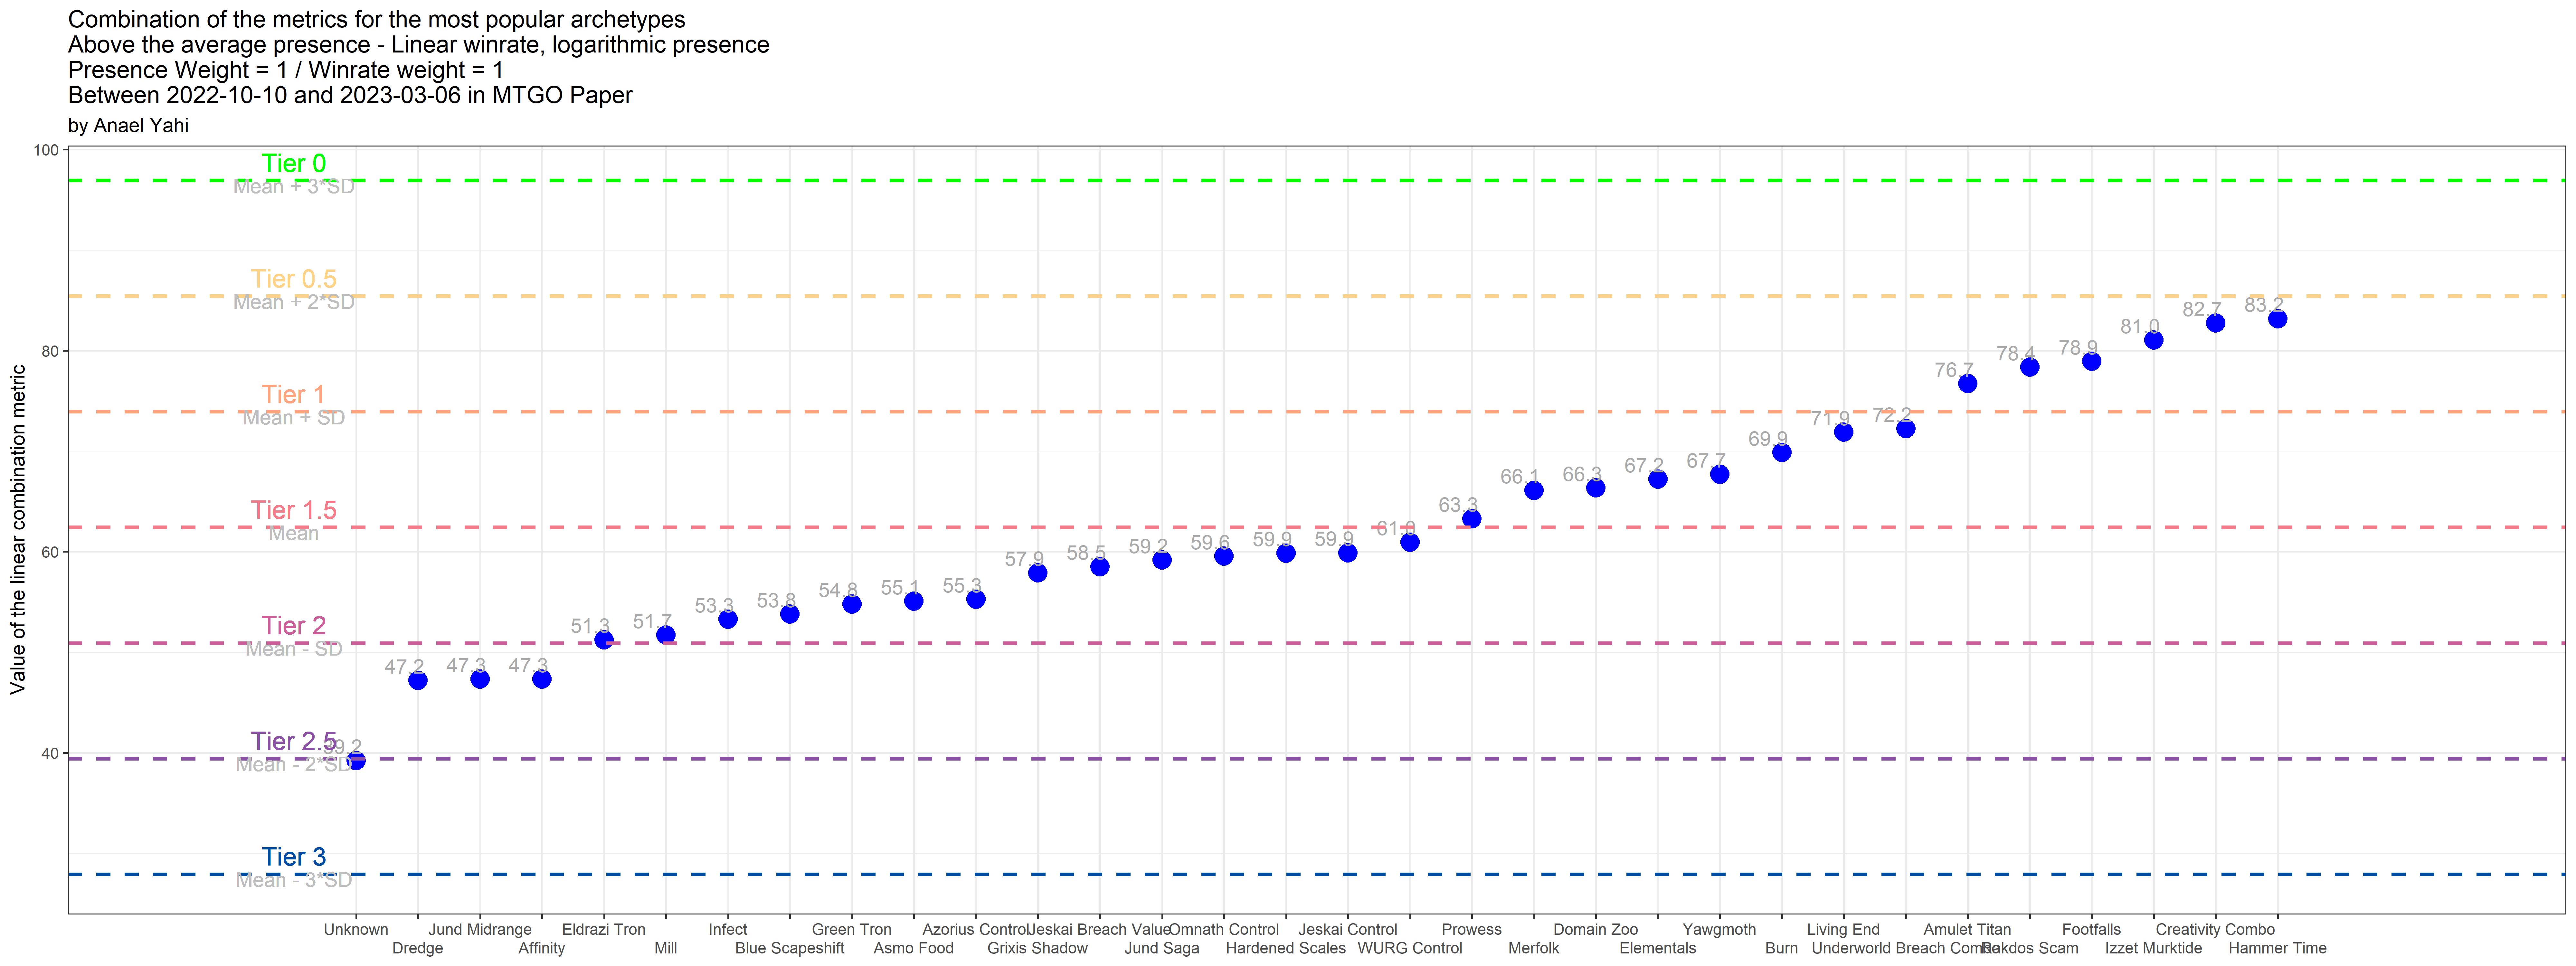 Combination of the metrics for the most popular archetypes
Above the average presence - Linear winrate, logarithmic presence
Presence Weight = 1 / Winrate weight = 1
Between 2022-10-10 and 2023-03-06 in MTGO Paper
by Anael Yahi
Value of the linear combination metric
100
80
60
40
Tier 0
Mean + 3*SD
Tier 0.5
Mean + 2*SD
Tier 1
Mean + SD
Tier 1.5
Mean
Tier 2
Mean - SD
Tier 2.5
Mean - 2*SD
Tier 3
Mean - 3*SD
39.2
47.2
47.3
47.3
51.3
51.7
53.3
53.8
54.8
55.1
55.3
57.9
58.5
59.2
59.6
59.9
59.9
61.0
63.3
66.1
66.3
67.2
67.7
69.9
71.9
72.2
76.7
78.4
78.9
81.0
82.7
83.2
Unknown
Dredge
Jund Midrange
Affinity
Eldrazi Tron
Mill
Infect
Blue Scapeshift
Green Tron
Asmo Food
Azorius Control
Grixis Shadow
Jeskai Breach Value
Jund Saga
Omnath Control
Hardened Scales
Jeskai Control
WURG Control
Prowess
Merfolk
Domain Zoo
Elementals
Yawgmoth
Burn
Living End
Underworld Breach Combo
Amulet Titan
Rakdos Scam
Footfalls
Izzet Murktide
Creativity Combo
Hammer Time